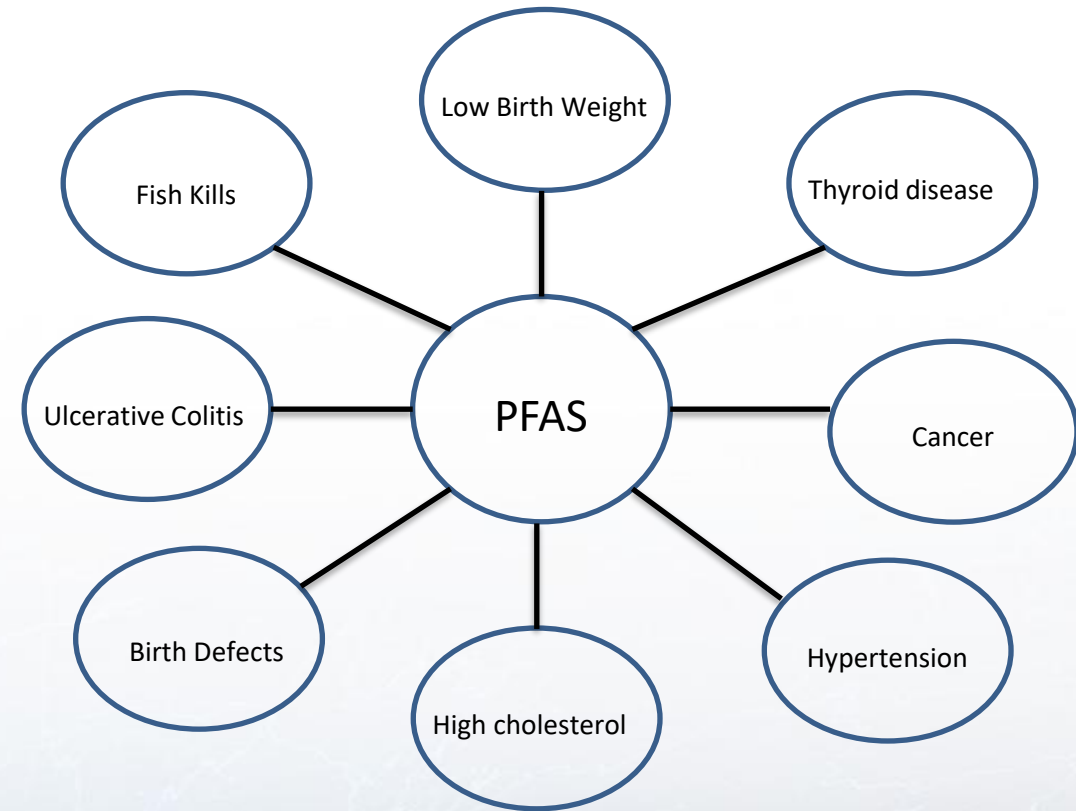 Low Birth Weight
Fish Kills
Thyroid disease
Ulcerative Colitis
PFAS
Cancer
Birth Defects
Hypertension
High cholesterol